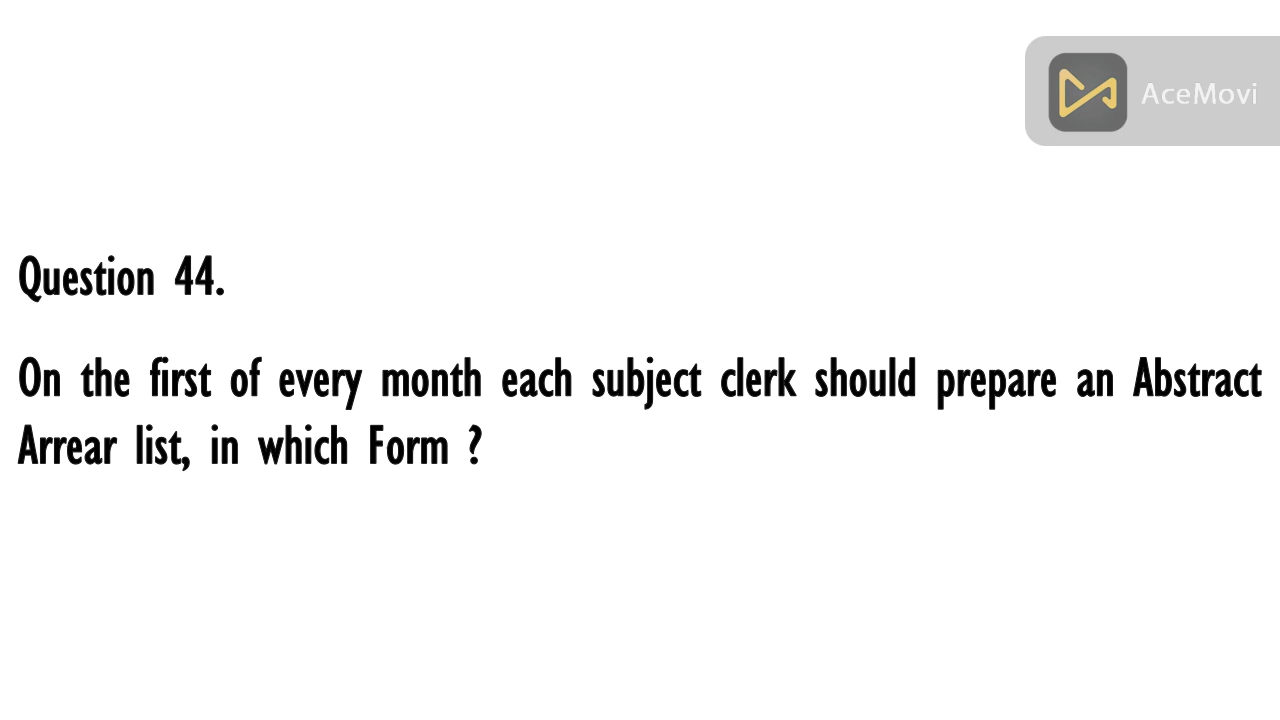 AceMovi
Question 44.
On the first of every month each subject clerk should prepare an Abstract
Arrear list, in which Form ?